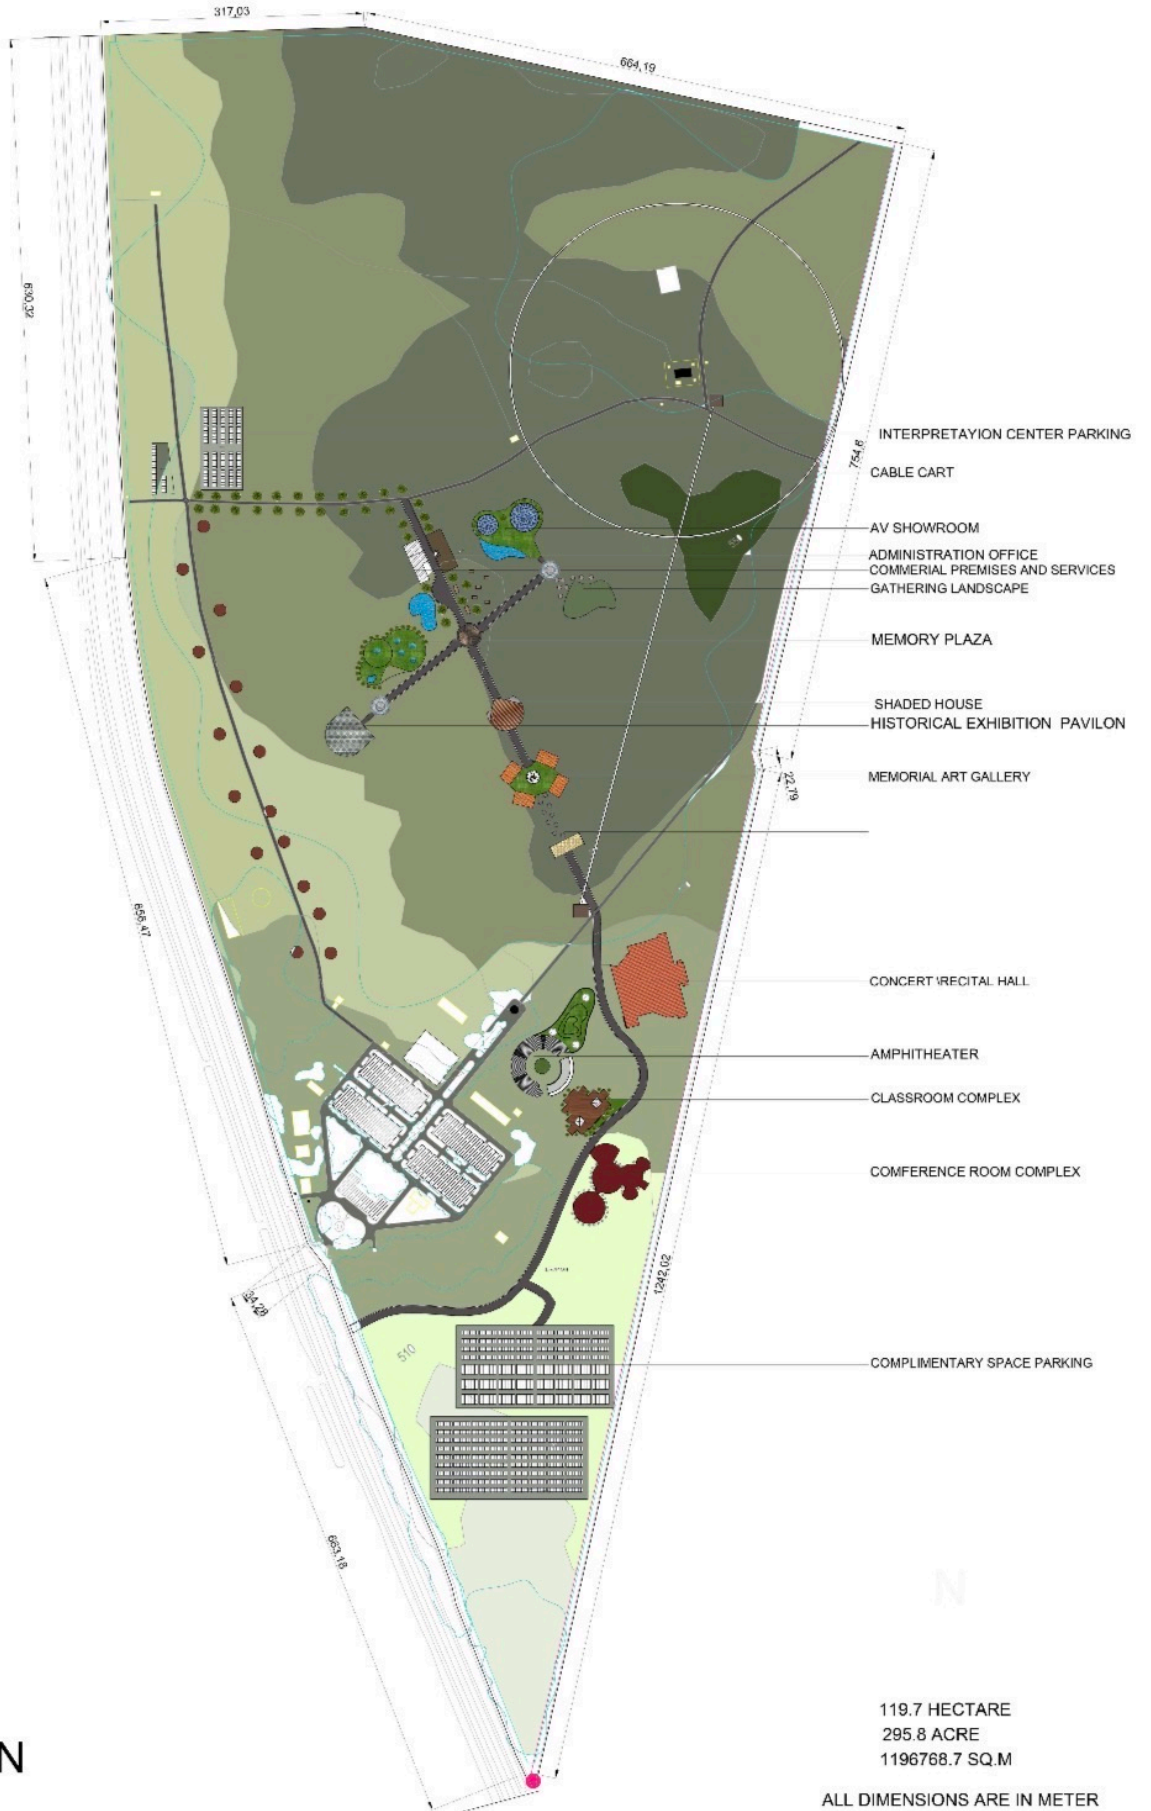 317,03
664,19
630,32
INTERPRETAYION CENTER PARKING
764,6
CABLE CART
AV SHOWROOM
ADMINISTRATION OFFICE
COMMERIAL PREMISES AND SERVICES
GATHERING LANDSCAPE
MEMORY PLAZA
SHADED HOUSE
HISTORICAL EXHIBITION PAVILON
MEMORIAL ART GALLERY
22,79
658,47
CONCERT \RECITAL HALL
AMPHITHEATER
CLASSROOM COMPLEX
COMFERENCE ROOM COMPLEX
1242,02
34,28
510
COMPLIMENTARY SPACE PARKING
663,18
N
119.7 HECTARE
295.8 ACRE
1196768.7 SQ.M
N
ALL DIMENSIONS ARE IN METER